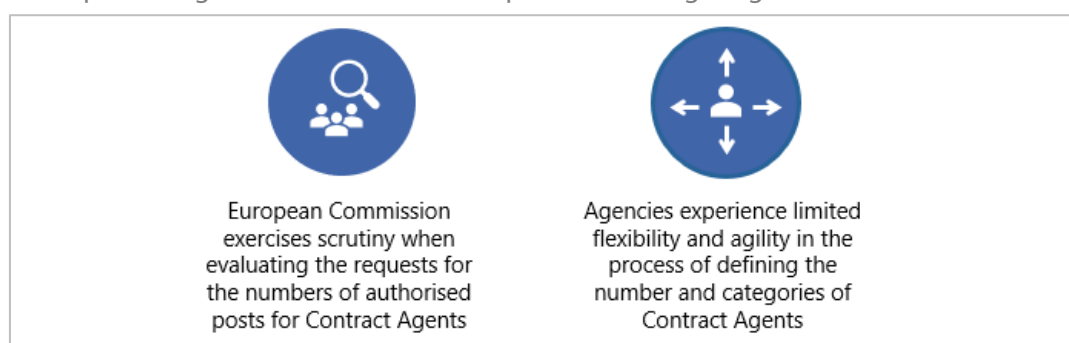 European Commission
exercises scrutiny when
evaluating the requests for
the numbers of authorised
posts for Contract Agents
Agencies experience limited
flexibility and agility in the
process of defining the
number and categories of
Contract Agents